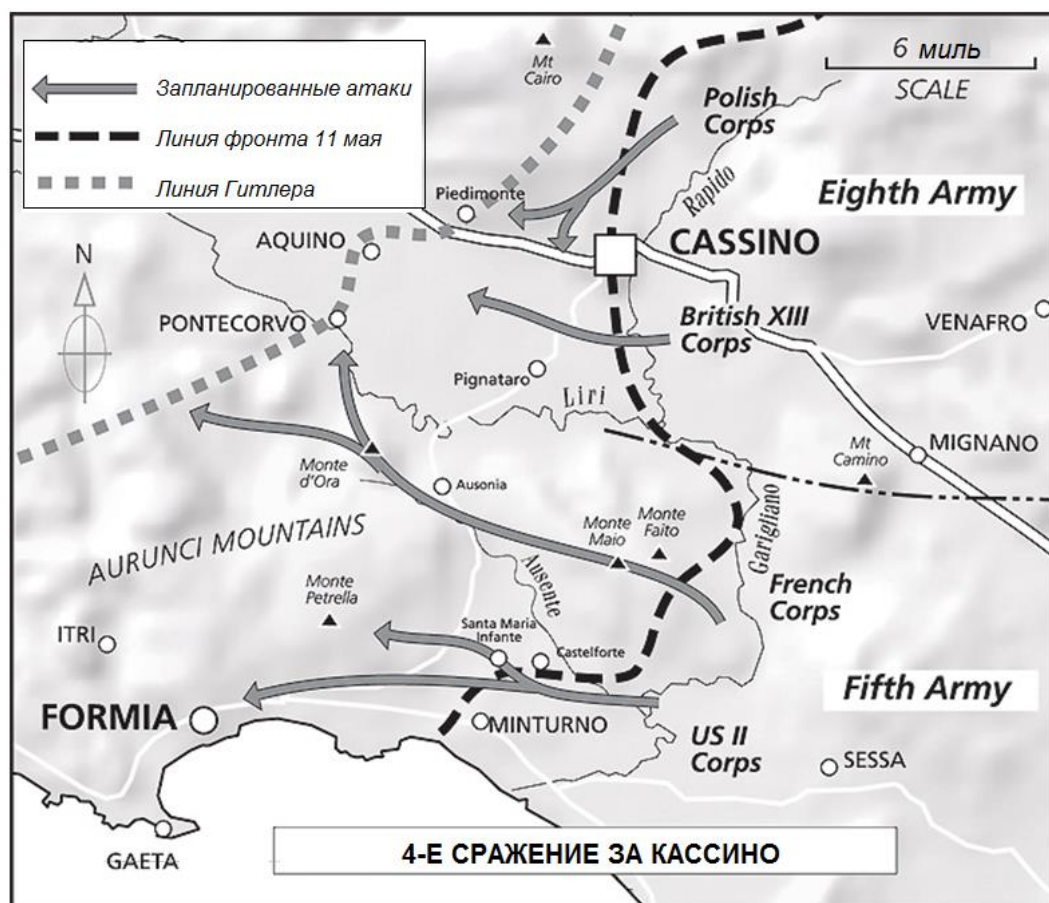 Запланированные атаки
Линия фронта 11 мая
Линия Гитлера
Mt
Cairo
6 миль
SCALE
Polish
Corps
Rapido
Eighth Army
Piedimonte
N
AQUINO
CASSINO
PONTECORVO
British XIII
Corps
VENAFRO
Pignataro
Liri
Mt
Camino
MIGNANO
Monte
d'Ora
Ausonia
Monte
Maio
Monte
Faito
Garigliano
AURUNCI MOUNTAINS
Ausente
French
Corps
Monte
Petrella
Santa Maria
Infante
Castelforte
ITRI
Fifth Army
FORMIA
MINTURNO
US II
Corps
SESSA
GAETA
4-Е СРАЖЕНИЕ ЗА КАССИНО